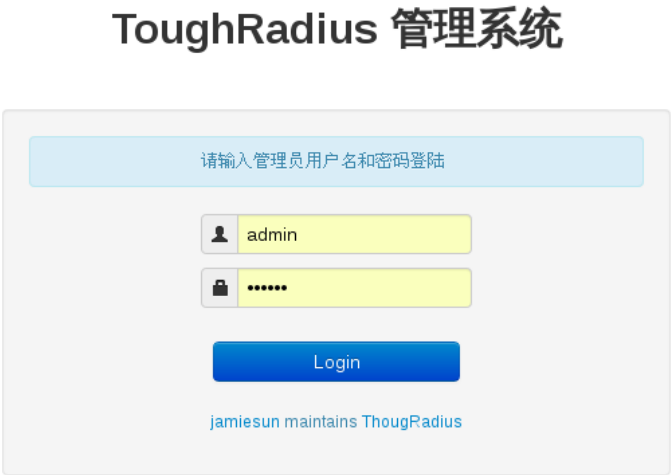 ToughRadius 管理系统
请输入管理员用户名和密码登陆
admin
••••••
Login
jamiesun maintains ThougRadius